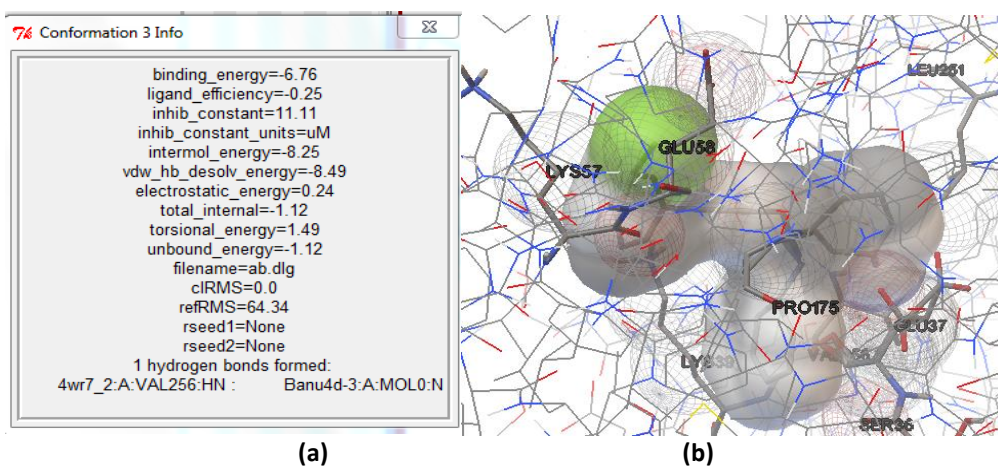 Conformation 3 Info
binding_energy=-6.76
ligand_efficiency=-0.25
inhib_constant=11.11
inhib_constant_units=uM
intermol_energy=-8.25
vdw_hb_desolv_energy=-8.49
electrostatic_energy=0.24
total_internal=-1.12
torsional_energy=1.49
unbound_energy=-1.12
filename=ab.dlg
clRMS=0.0
refRMS=64.34
rseed1=None
rseed2=None
1 hydrogen bonds formed:
4wr7_2:A:VAL256:HN : Banu4d-3:A:MOL0:N
(a)
LEU251
GLU58
LYS57
PRO175
GLU37
SER36
(b)